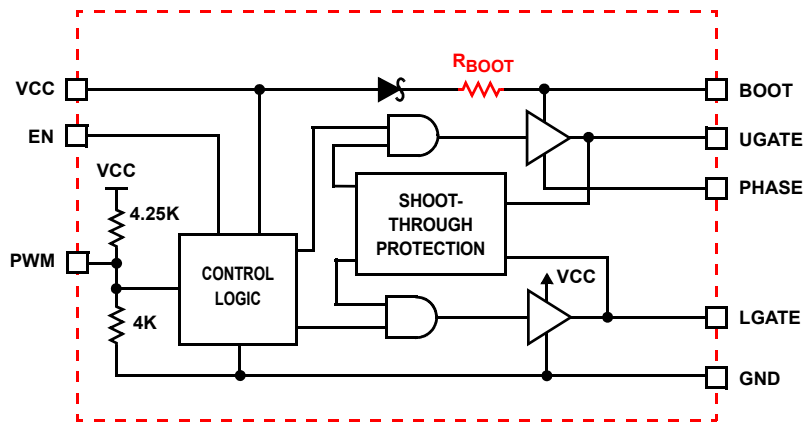 R_BOOT
VCC
BOOT
EN
UGATE
VCC
PHASE
4.25K
SHOOT-
THROUGH
PROTECTION
PWM
CONTROL
LOGIC
VCC
4K
LGATE
GND